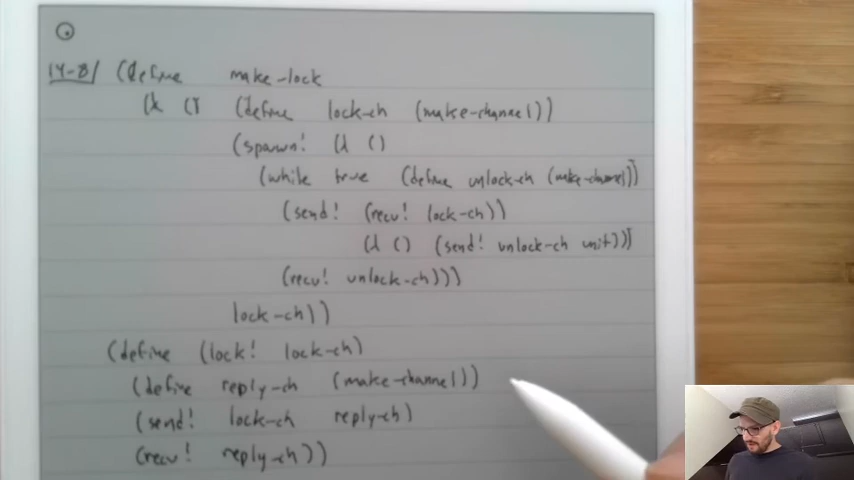 14-8/ (define make-lock
(λ () (define lock-ch (make-channel))
(spawn! (λ ()
(while true (define unlock-ch (make-channel))
(send! (recv! lock-ch))
(λ () (send! unlock-ch unit)))
(recv! unlock-ch)))
lock-ch))
(define (lock! lock-ch)
(define reply-ch (make-channel))
(send! lock-ch reply-ch)
(recv! reply-ch))